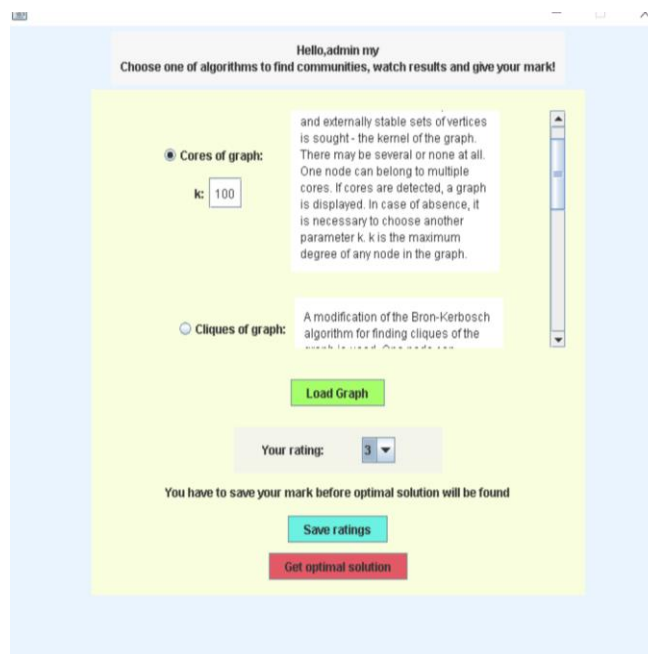 Hello,admin my
Choose one of algorithms to find communities, watch results and give your mark!
and externally stable sets of vertices
is sought - the kernel of the graph.
There may be several or none at all.
One node can belong to multiple
cores. If cores are detected, a graph
is displayed. In case of absence, it
is necessary to choose another
parameter k. k is the maximum
degree of any node in the graph.
Cores of graph:
k: 100
A modification of the Bron-Kerbosch
algorithm for finding cliques of the
Cliques of graph:
Load Graph
Your rating: 3
You have to save your mark before optimal solution will be found
Save ratings
Get optimal solution